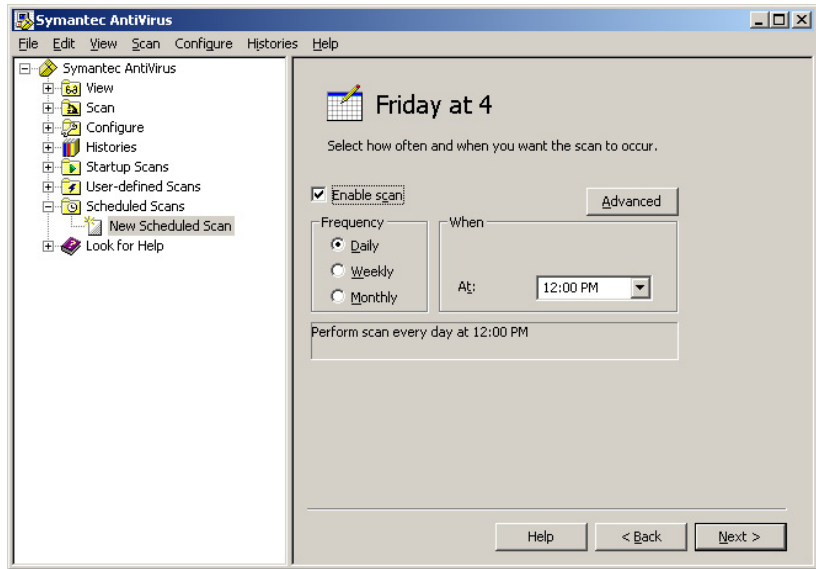 Symantec AntiVirus
File Edit View Scan Configure Histories Help
Symantec AntiVirus
View
Scan
Configure
Histories
Startup Scans
User-defined Scans
Scheduled Scans
New Scheduled Scan
Look for Help
Friday at 4
Select how often and when you want the scan to occur.
Enable scan
Advanced
Frequency
Daily
Weekly
Monthly
When
At: 12:00 PM
Perform scan every day at 12:00 PM
Help < Back Next >